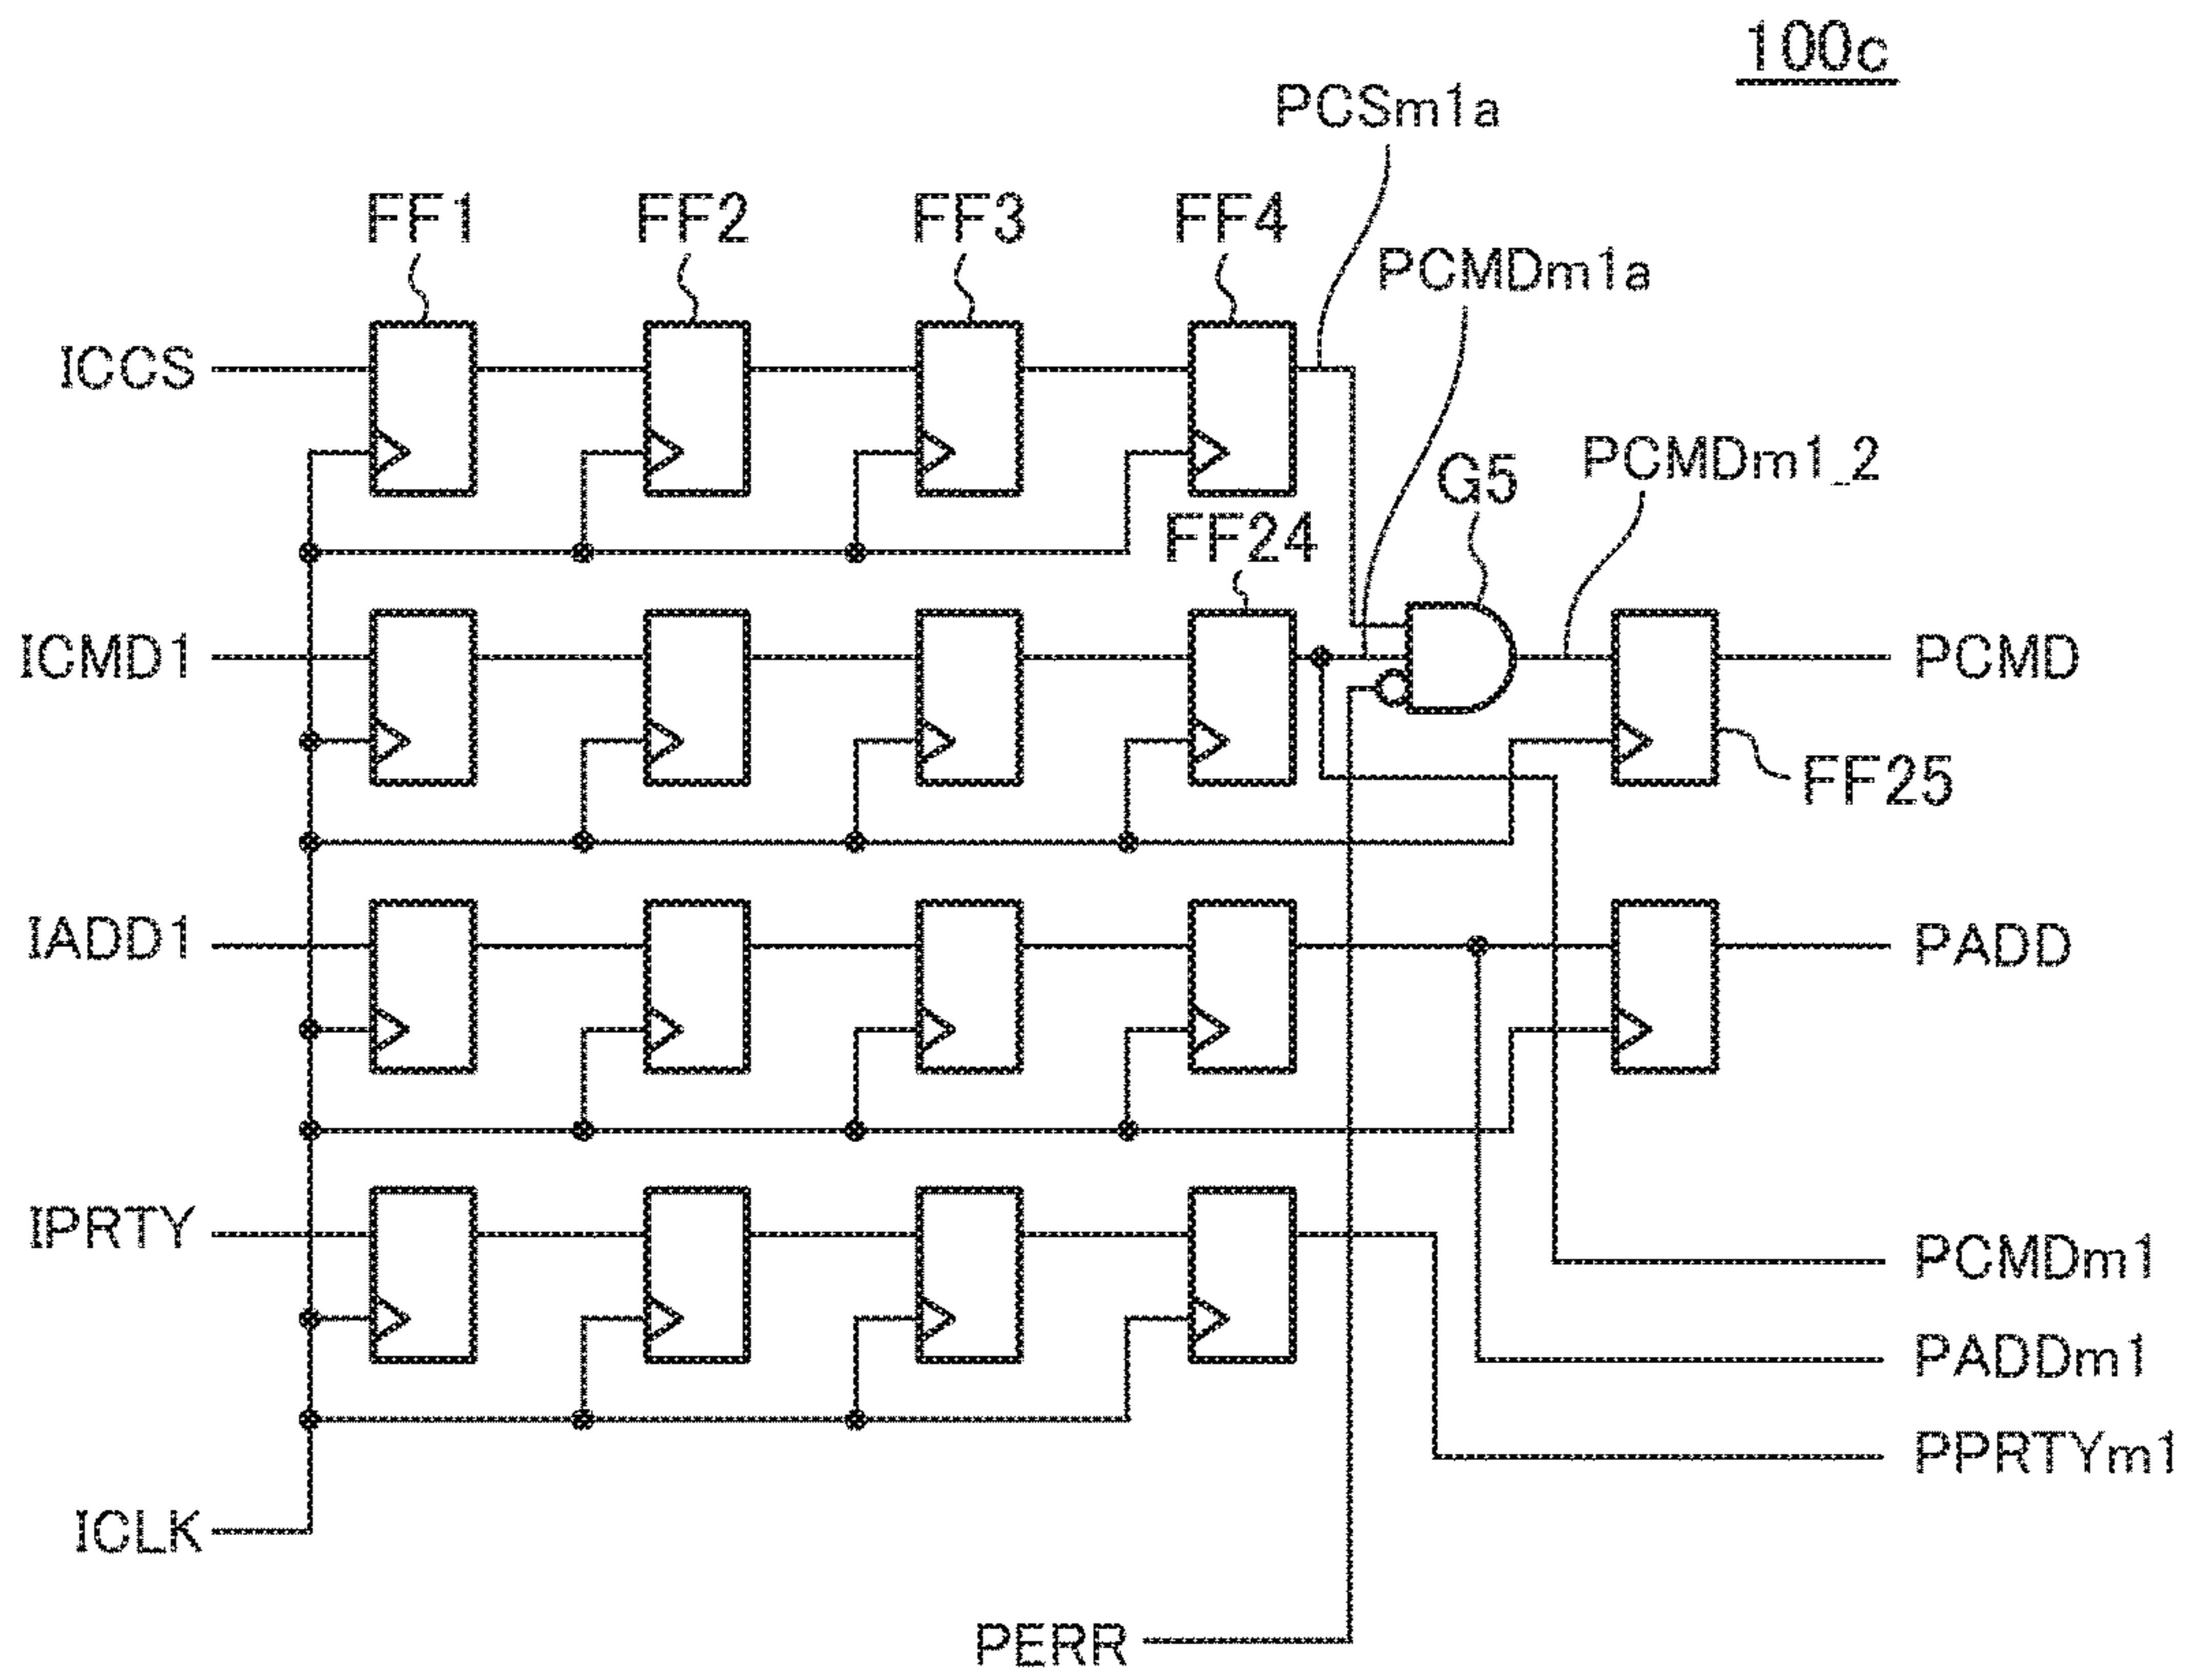 100c
PCSm1a
FF1 FF2 FF3 FF4
PCMDm1a
ICCS
G5 PCMDm1_2
FF24
ICMD1
PCMD
FF25
IADD1
PADD
IPRTY
PCMDm1
PADDm1
PPRTYm1
ICLK
PERR